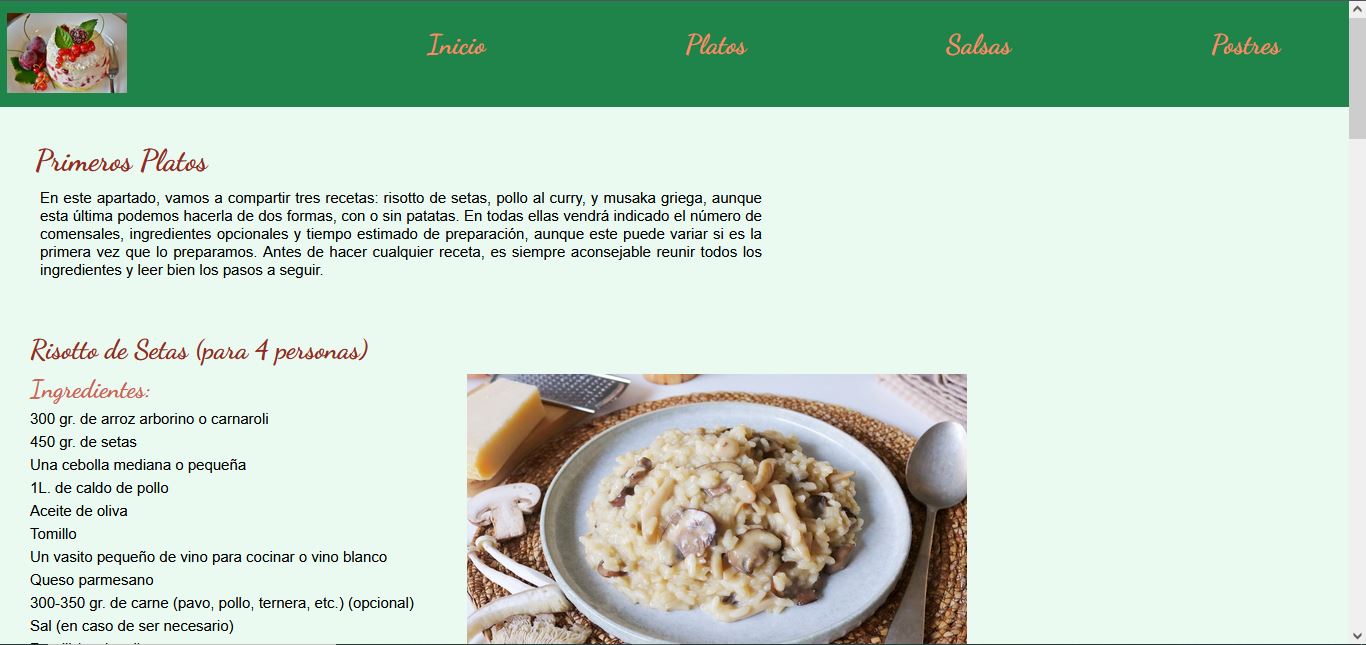 Inicio Platos Salsas Postres
Primeros Platos
En este apartado, vamos a compartir tres recetas: risotto de setas, pollo al curry, y musaka griega, aunque
esta última podemos hacerla de dos formas, con o sin patatas. En todas ellas vendrá indicado el número de
comensales, ingredientes opcionales y tiempo estimado de preparación, aunque este puede variar si es la
primera vez que lo preparamos. Antes de hacer cualquier receta, es siempre aconsejable reunir todos los
ingredientes y leer bien los pasos a seguir.
Risotto de Setas (para 4 personas)
Ingredientes:
300 gr. de arroz arborino o carnaroli
450 gr. de setas
Una cebolla mediana o pequeña
1L. de caldo de pollo
Aceite de oliva
Tomillo
Un vasito pequeño de vino para cocinar o vino blanco
Queso parmesano
300-350 gr. de carne (pavo, pollo, ternera, etc.) (opcional)
Sal (en caso de ser necesario)